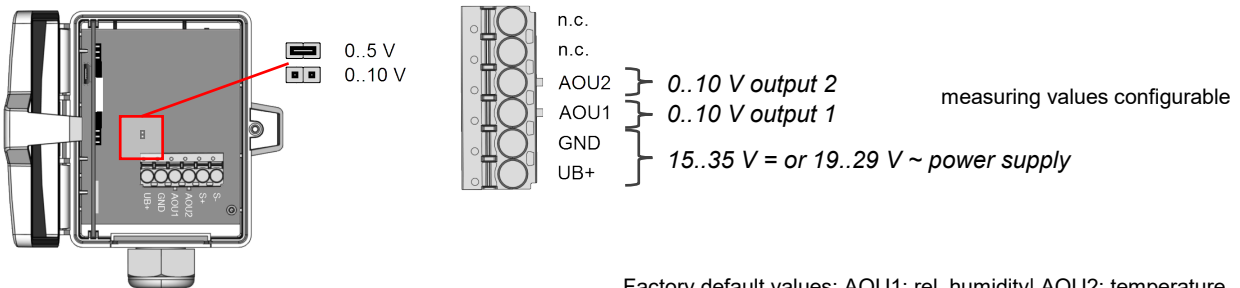 0..5 V
0..10 V
UB+
GND
AOU1
AOU2
S+
S-
n.c.
n.c.
AOU2 0..10 V output 2
AOU1 0..10 V output 1
measuring values configurable
GND
15..35 V = or 19..29 V ~ power supply
UB+
Factory default values: AOU1: rel. humidity| AOU2: temperature